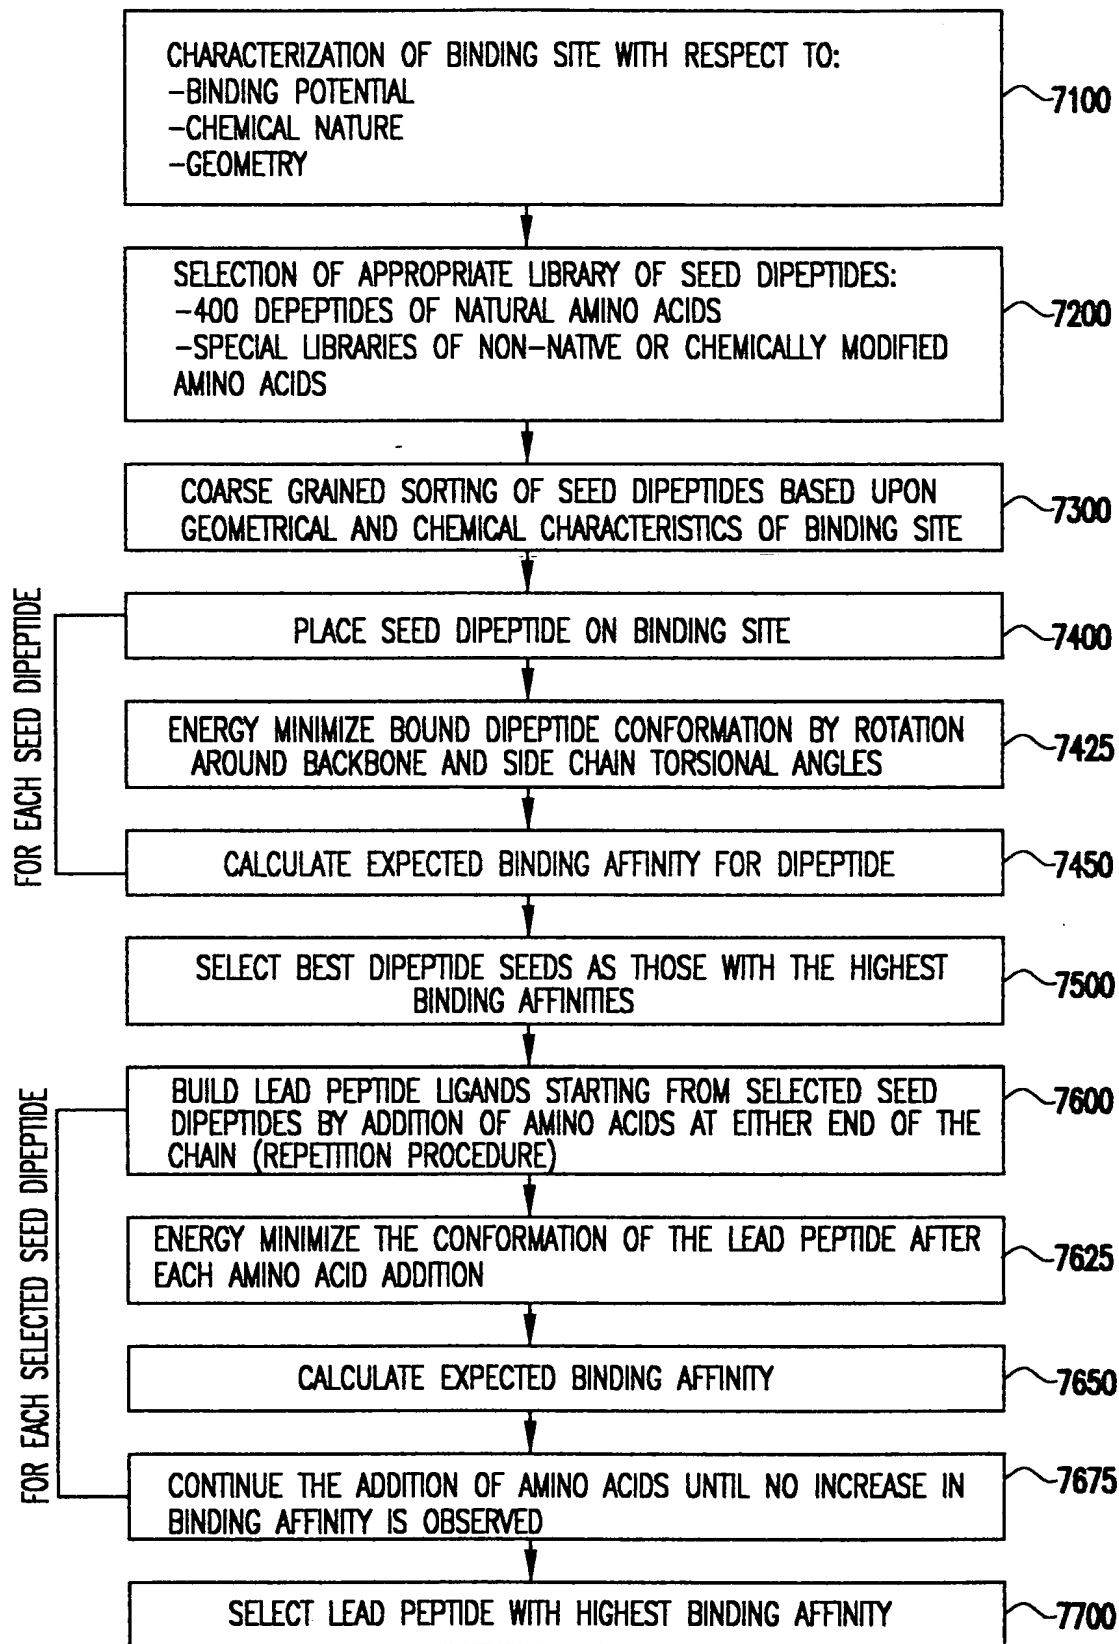 CHARACTERIZATION OF BINDING SITE WITH RESPECT TO:
-BINDING POTENTIAL
-CHEMICAL NATURE
-GEOMETRY
7100
SELECTION OF APPROPRIATE LIBRARY OF SEED DIPEPTIDES:
-400 DEPEPTIDES OF NATURAL AMINO ACIDS
-SPECIAL LIBRARIES OF NON-NATIVE OR CHEMICALLY MODIFIED
AMINO ACIDS
7200
COARSE GRAINED SORTING OF SEED DIPEPTIDES BASED UPON
GEOMETRICAL AND CHEMICAL CHARACTERISTICS OF BINDING SITE
7300
FOR EACH SEED DIPEPTIDE
PLACE SEED DIPEPTIDE ON BINDING SITE
7400
ENERGY MINIMIZE BOUND DIPEPTIDE CONFORMATION BY ROTATION
AROUND BACKBONE AND SIDE CHAIN TORSIONAL ANGLES
7425
CALCULATE EXPECTED BINDING AFFINITY FOR DIPEPTIDE
7450
SELECT BEST DIPEPTIDE SEEDS AS THOSE WITH THE HIGHEST
BINDING AFFINITIES
7500
FOR EACH SELECTED SEED DIPEPTIDE
BUILD LEAD PEPTIDE LIGANDS STARTING FROM SELECTED SEED
DIPEPTIDES BY ADDITION OF AMINO ACIDS AT EITHER END OF THE
CHAIN (REPETITION PROCEDURE)
7600
ENERGY MINIMIZE THE CONFORMATION OF THE LEAD PEPTIDE AFTER
EACH AMINO ACID ADDITION
7625
CALCULATE EXPECTED BINDING AFFINITY
7650
CONTINUE THE ADDITION OF AMINO ACIDS UNTIL NO INCREASE IN
BINDING AFFINITY IS OBSERVED
7675
SELECT LEAD PEPTIDE WITH HIGHEST BINDING AFFINITY
7700